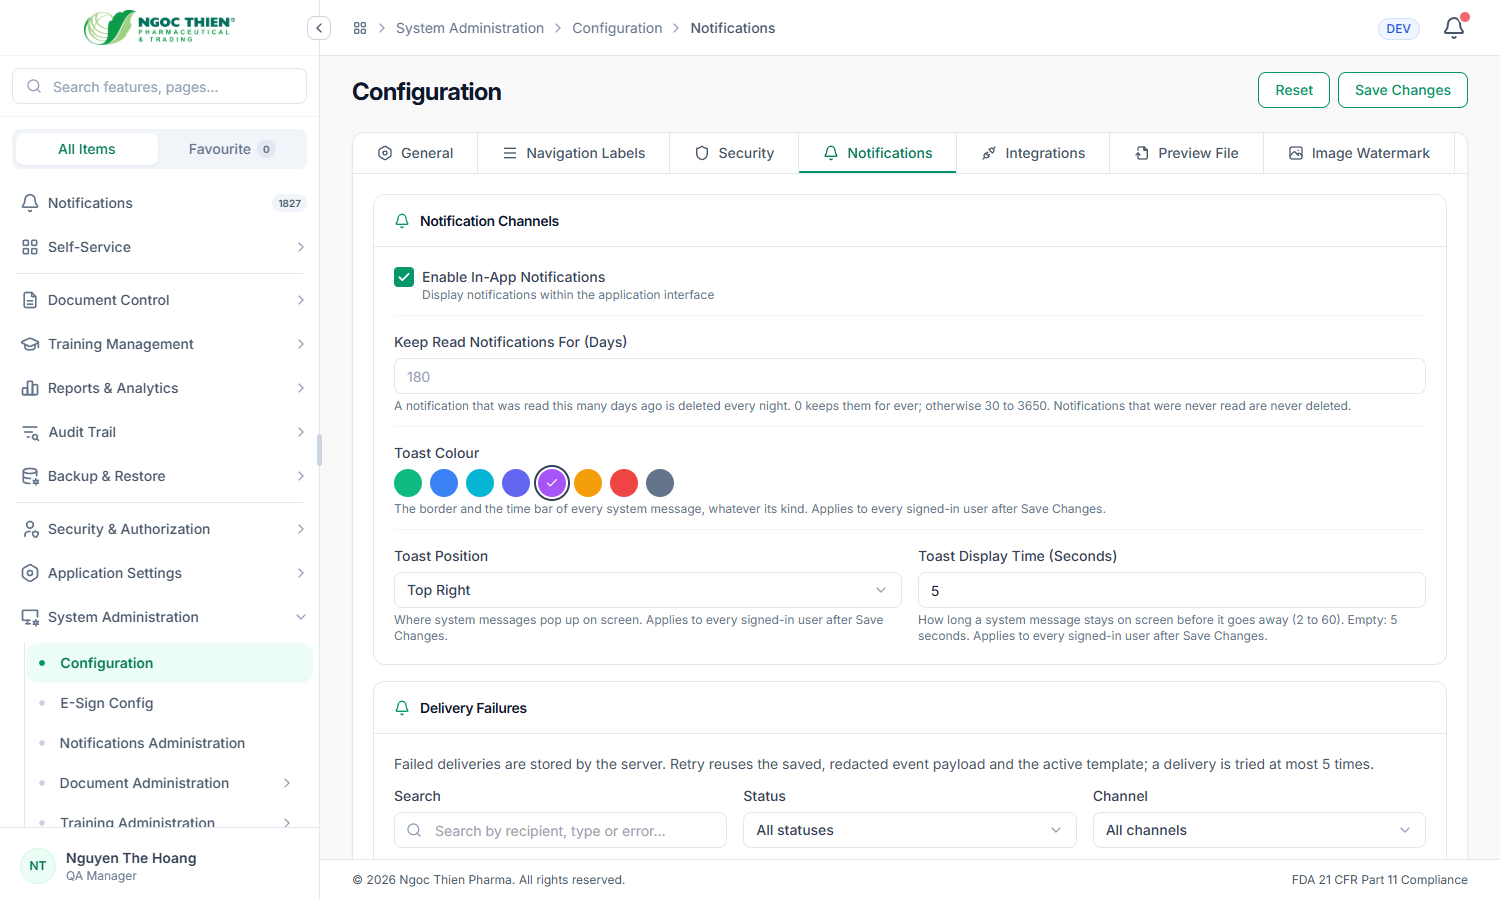 NGOC THIEN®
PHARMACEUTICAL
& TRADING
Search features, pages...
All Items
Favourite 0
Notifications 1827
Self-Service
Document Control
Training Management
Reports & Analytics
Audit Trail
Backup & Restore
Security & Authorization
Application Settings
System Administration
Configuration
E-Sign Config
Notifications Administration
Document Administration
Training Administration
NT
Nguyen The Hoang
QA Manager
System Administration > Configuration > Notifications
DEV
Configuration
Reset
Save Changes
General
Navigation Labels
Security
Notifications
Integrations
Preview File
Image Watermark
Notification Channels
Enable In-App Notifications
Display notifications within the application interface
Keep Read Notifications For (Days)
180
A notification that was read this many days ago is deleted every night. 0 keeps them for ever; otherwise 30 to 3650. Notifications that were never read are never deleted.
Toast Colour
The border and the time bar of every system message, whatever its kind. Applies to every signed-in user after Save Changes.
Toast Position
Top Right
Where system messages pop up on screen. Applies to every signed-in user after Save
Changes.
Toast Display Time (Seconds)
5
How long a system message stays on screen before it goes away (2 to 60). Empty: 5
seconds. Applies to every signed-in user after Save Changes.
Delivery Failures
Failed deliveries are stored by the server. Retry reuses the saved, redacted event payload and the active template; a delivery is tried at most 5 times.
Search
Search by recipient, type or error...
Status
All statuses
Channel
All channels
© 2026 Ngoc Thien Pharma. All rights reserved.
FDA 21 CFR Part 11 Compliance